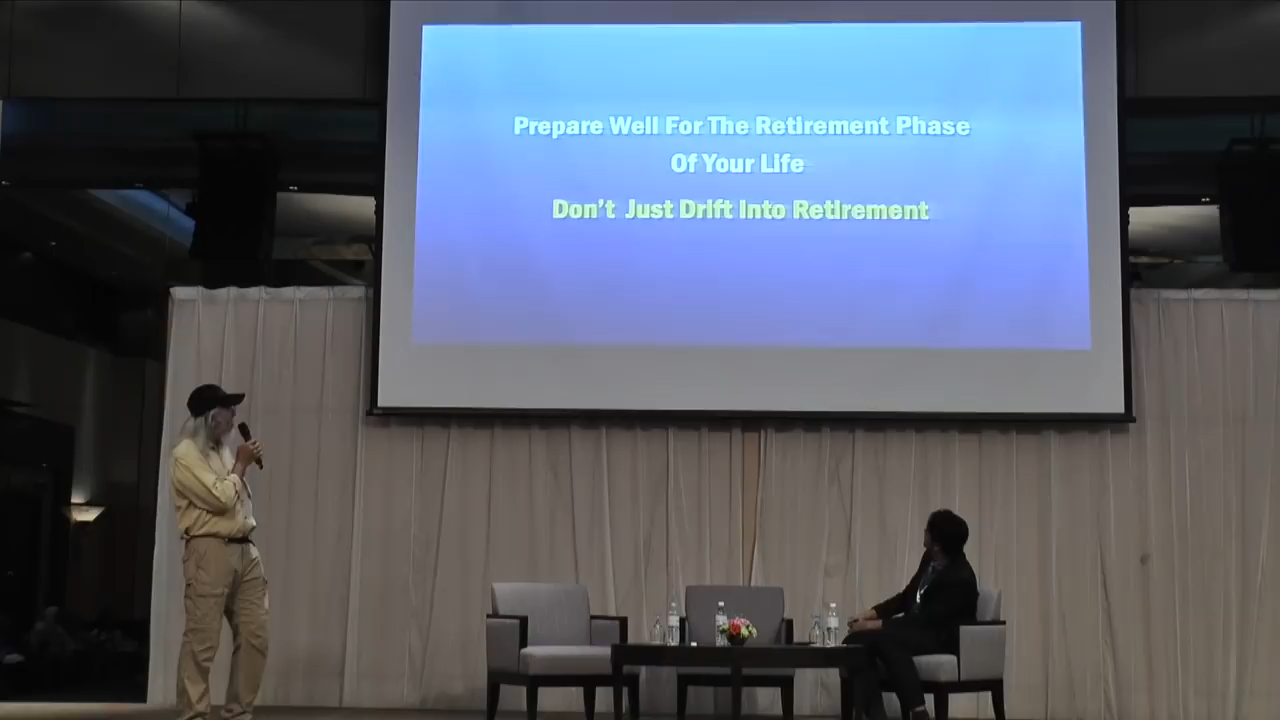 Prepare Well For The Retirement Phase
Of Your Life
Don't Just Drift Into Retirement